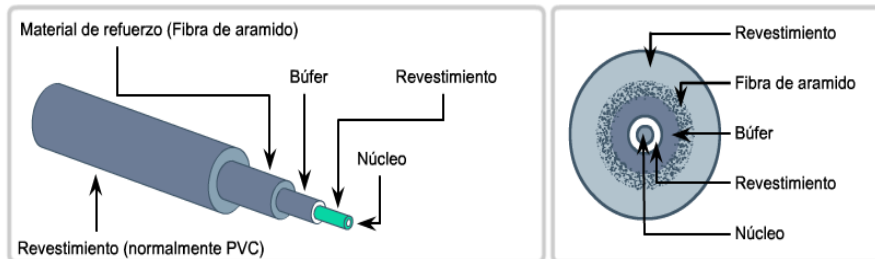 Material de refuerzo (Fibra de aramido)
Búfer
Revestimiento
Núcleo
Revestimiento (normalmente PVC)
Revestimiento
Fibra de aramido
Búfer
Revestimiento
Núcleo